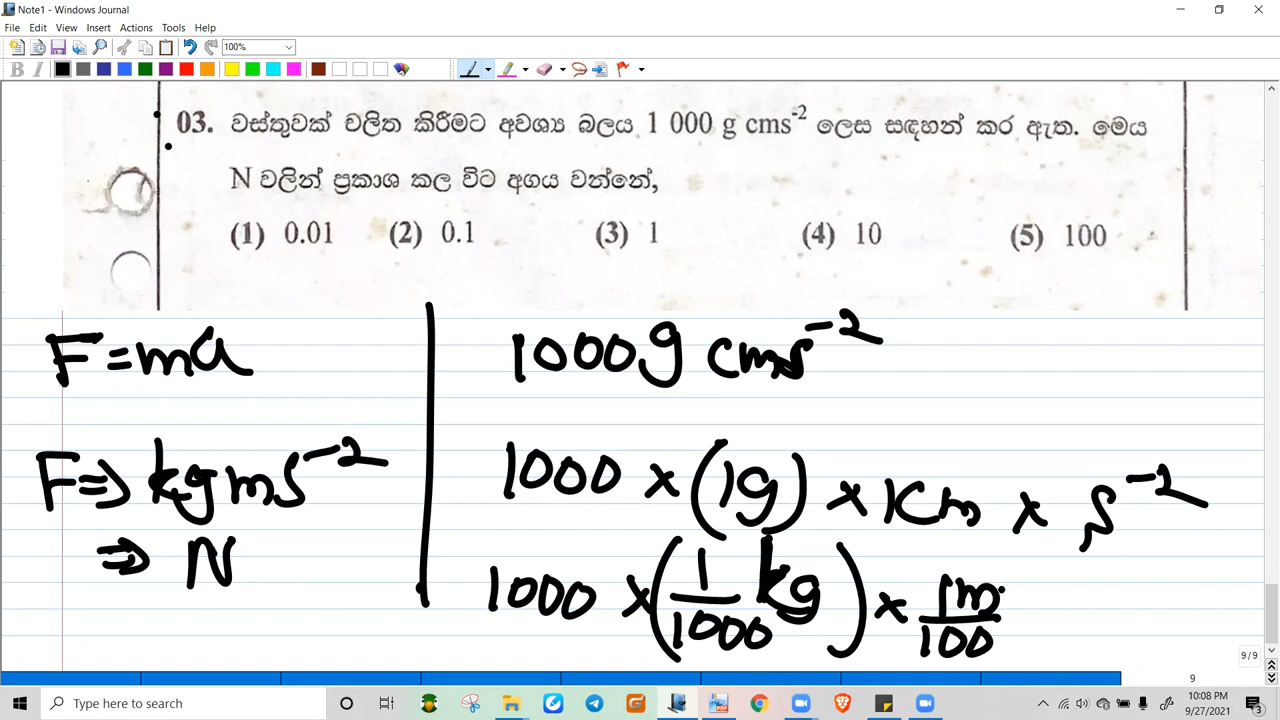 Note1 - Windows Journal
File Edit View Insert Actions Tools Help
100%
B I
03. වස්තුවක් චලිත කිරීමට අවශ්‍ය බලය 1 000 g cms⁻² ලෙස සඳහන් කර ඇත. මෙය
N වලින් ප්‍රකාශ කල විට අගය වන්නේ,
(1) 0.01 (2) 0.1 (3) 1 (4) 10 (5) 100
F=ma
F⇒ kgms⁻²
⇒ N
1000g cms⁻²
1000 × (1g) × 1cm × s⁻²
1000 × (1/1000 kg) × 1m/100
9/9
9
Type here to search
10:08 PM
9/27/2021
3